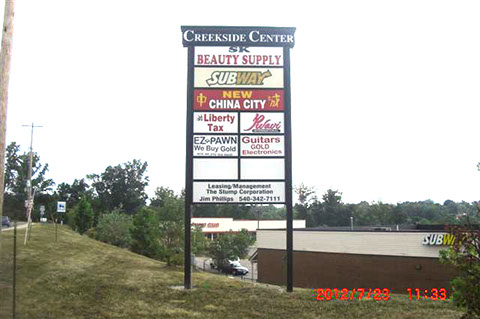 CREEKSIDE CENTER
SK
BEAUTY SUPPLY
SUBWAY
NEW
CHINA CITY
Liberty
Tax
Ravi
EZ PAWN
We Buy Gold
Guitars
GOLD
Electronics
Leasing/Management
The Stump Corporation
Jim Phillips 540-342-7111
SUBW
2012/7/23 11:33